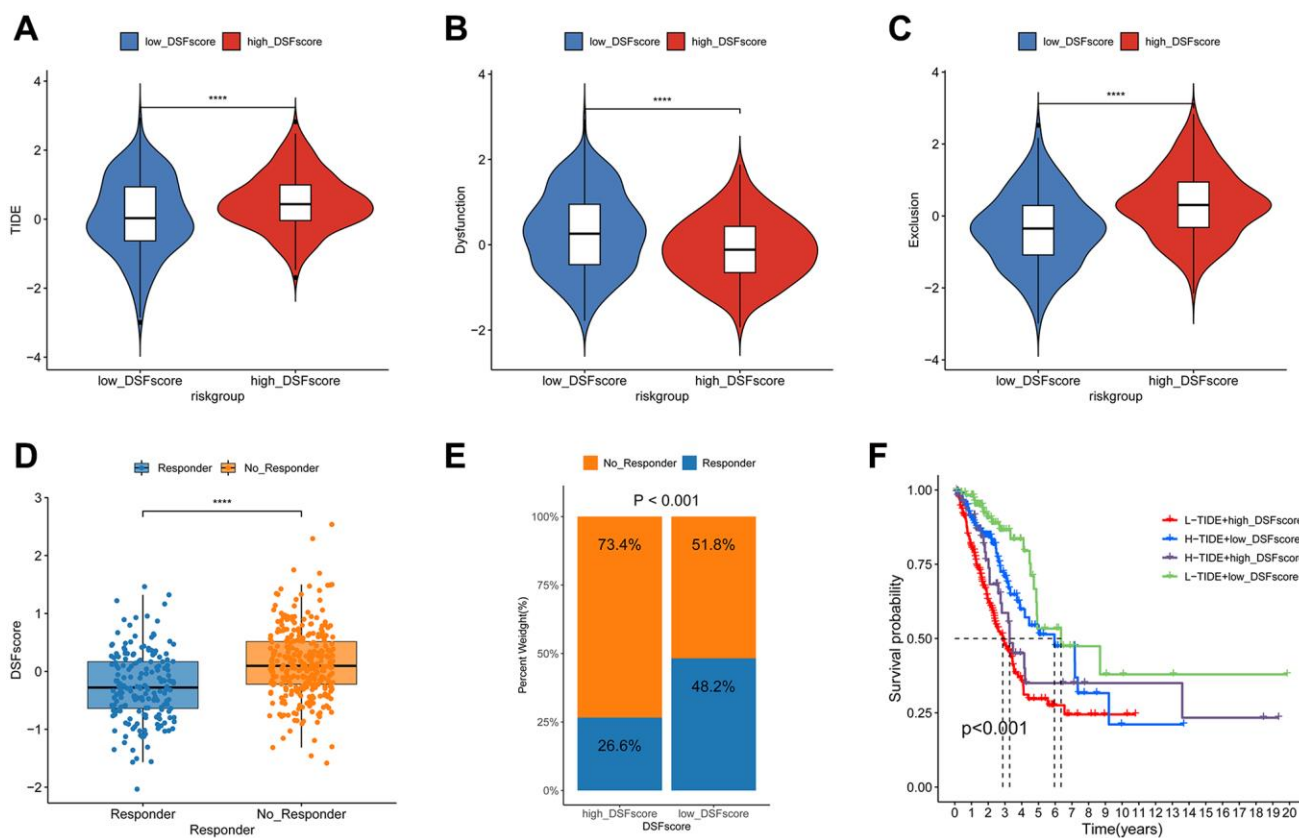 A
low_DSFscore high_DSFscore
4
2
0
−2
−4
TIDE
****
low_DSFscore high_DSFscore
riskgroup
B
low_DSFscore high_DSFscore
4
2
0
−2
Dysfunction
****
low_DSFscore high_DSFscore
riskgroup
C
low_DSFscore high_DSFscore
4
2
0
−2
−4
Exclusion
****
low_DSFscore high_DSFscore
riskgroup
D
Responder No_Responder
3
2
1
0
−1
−2
DSFscore
****
Responder No_Responder
Responder
E
No_Responder Responder
P < 0.001
100%
75%
50%
25%
0%
Percent Weidght(%)
73.4% 51.8%
48.2%
26.6%
high_DSFscore low_DSFscore
DSFscore
F
1.00
0.75
0.50
0.25
0.00
Survival probability
L−TIDE+high_DSFscore
H−TIDE+low_DSFscore
H−TIDE+high_DSFscore
L−TIDE+low_DSFscore
p<0.001
0 1 2 3 4 5 6 7 8 9 10 11 12 13 14 15 16 17 18 19 20
Time(years)